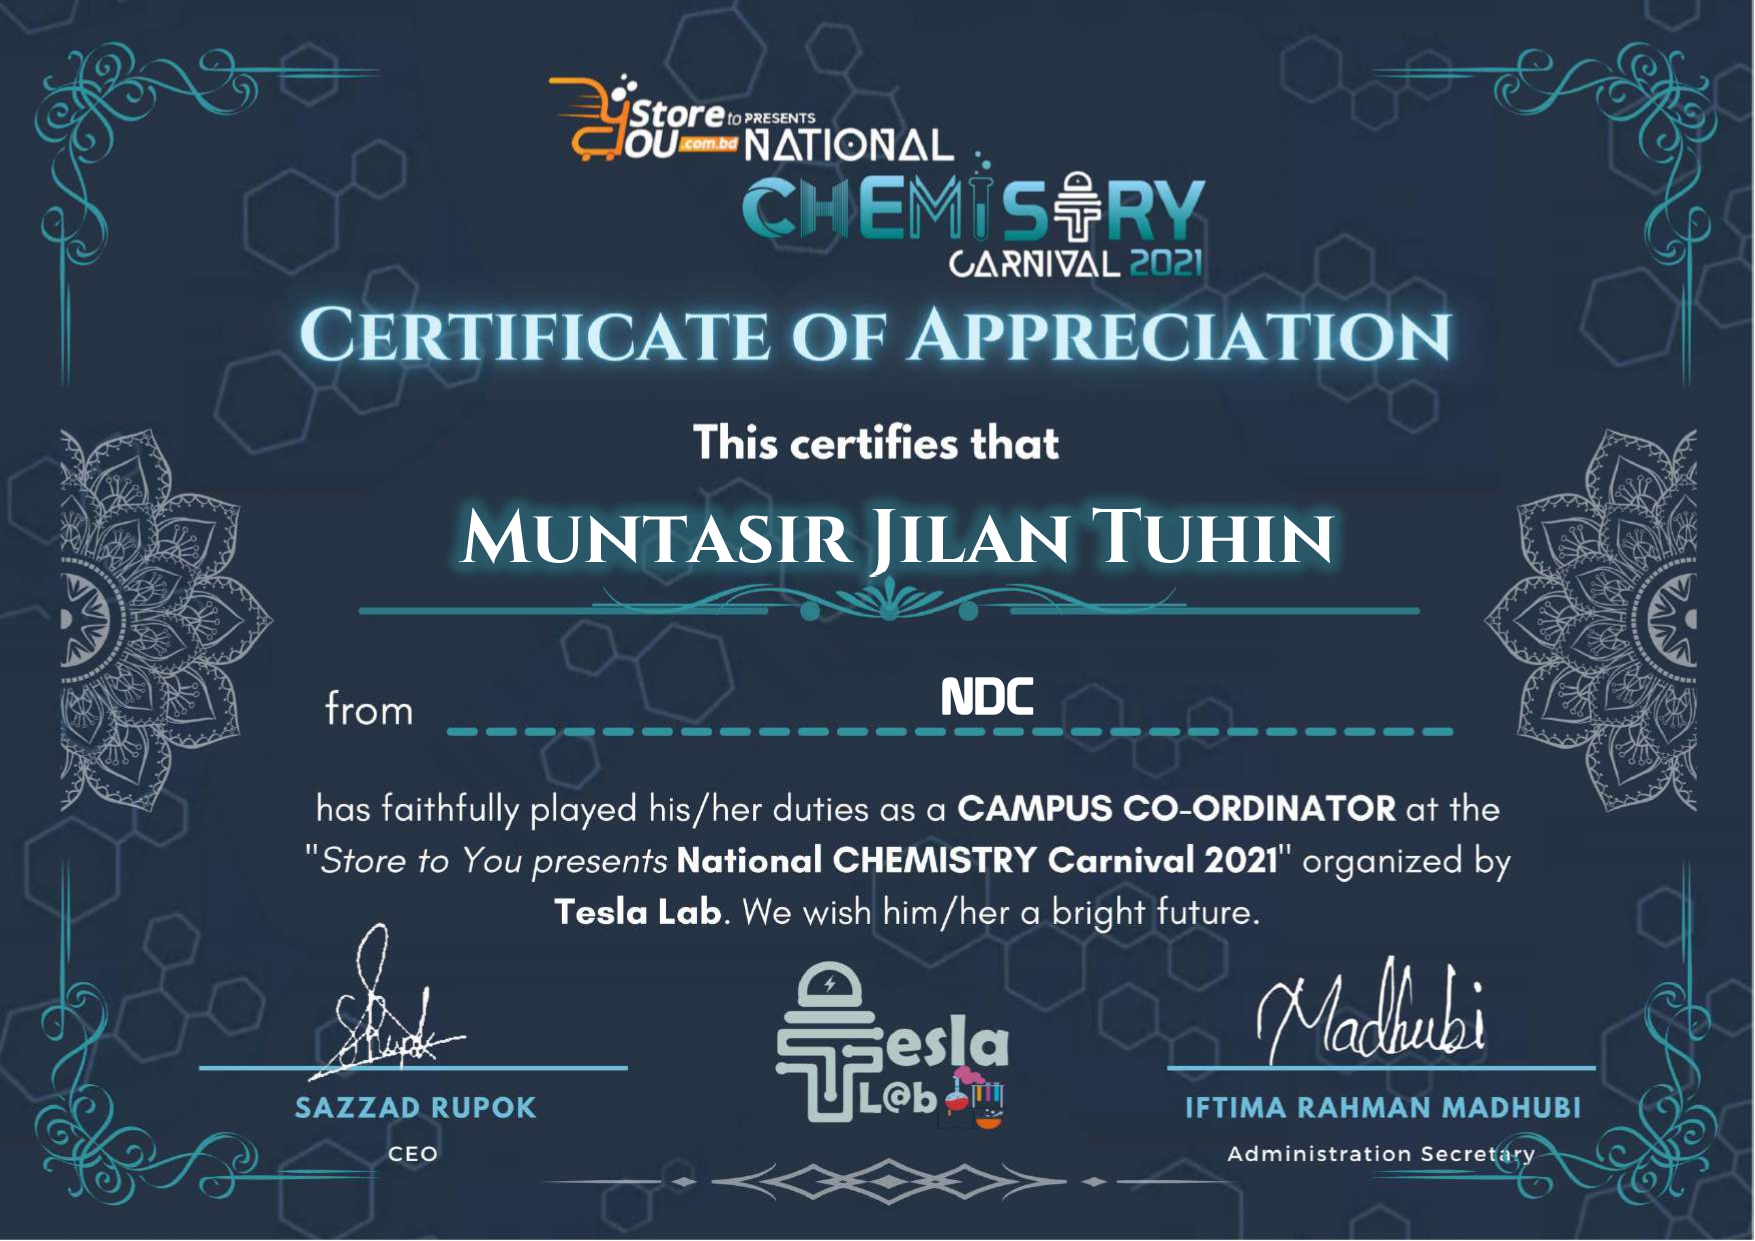 Store to PRESENTS
YOU .com.bd NATIONAL
CHEMISTRY
CARNIVAL 2021
CERTIFICATE OF APPRECIATION
This certifies that
MUNTASIR JILAN TUHIN
from NDC
has faithfully played his/her duties as a CAMPUS CO-ORDINATOR at the
"Store to You presents National CHEMISTRY Carnival 2021" organized by
Tesla Lab. We wish him/her a bright future.
Rupok
Madhubi
Tesla
L@b
SAZZAD RUPOK
CEO
IFTIMA RAHMAN MADHUBI
Administration Secretary